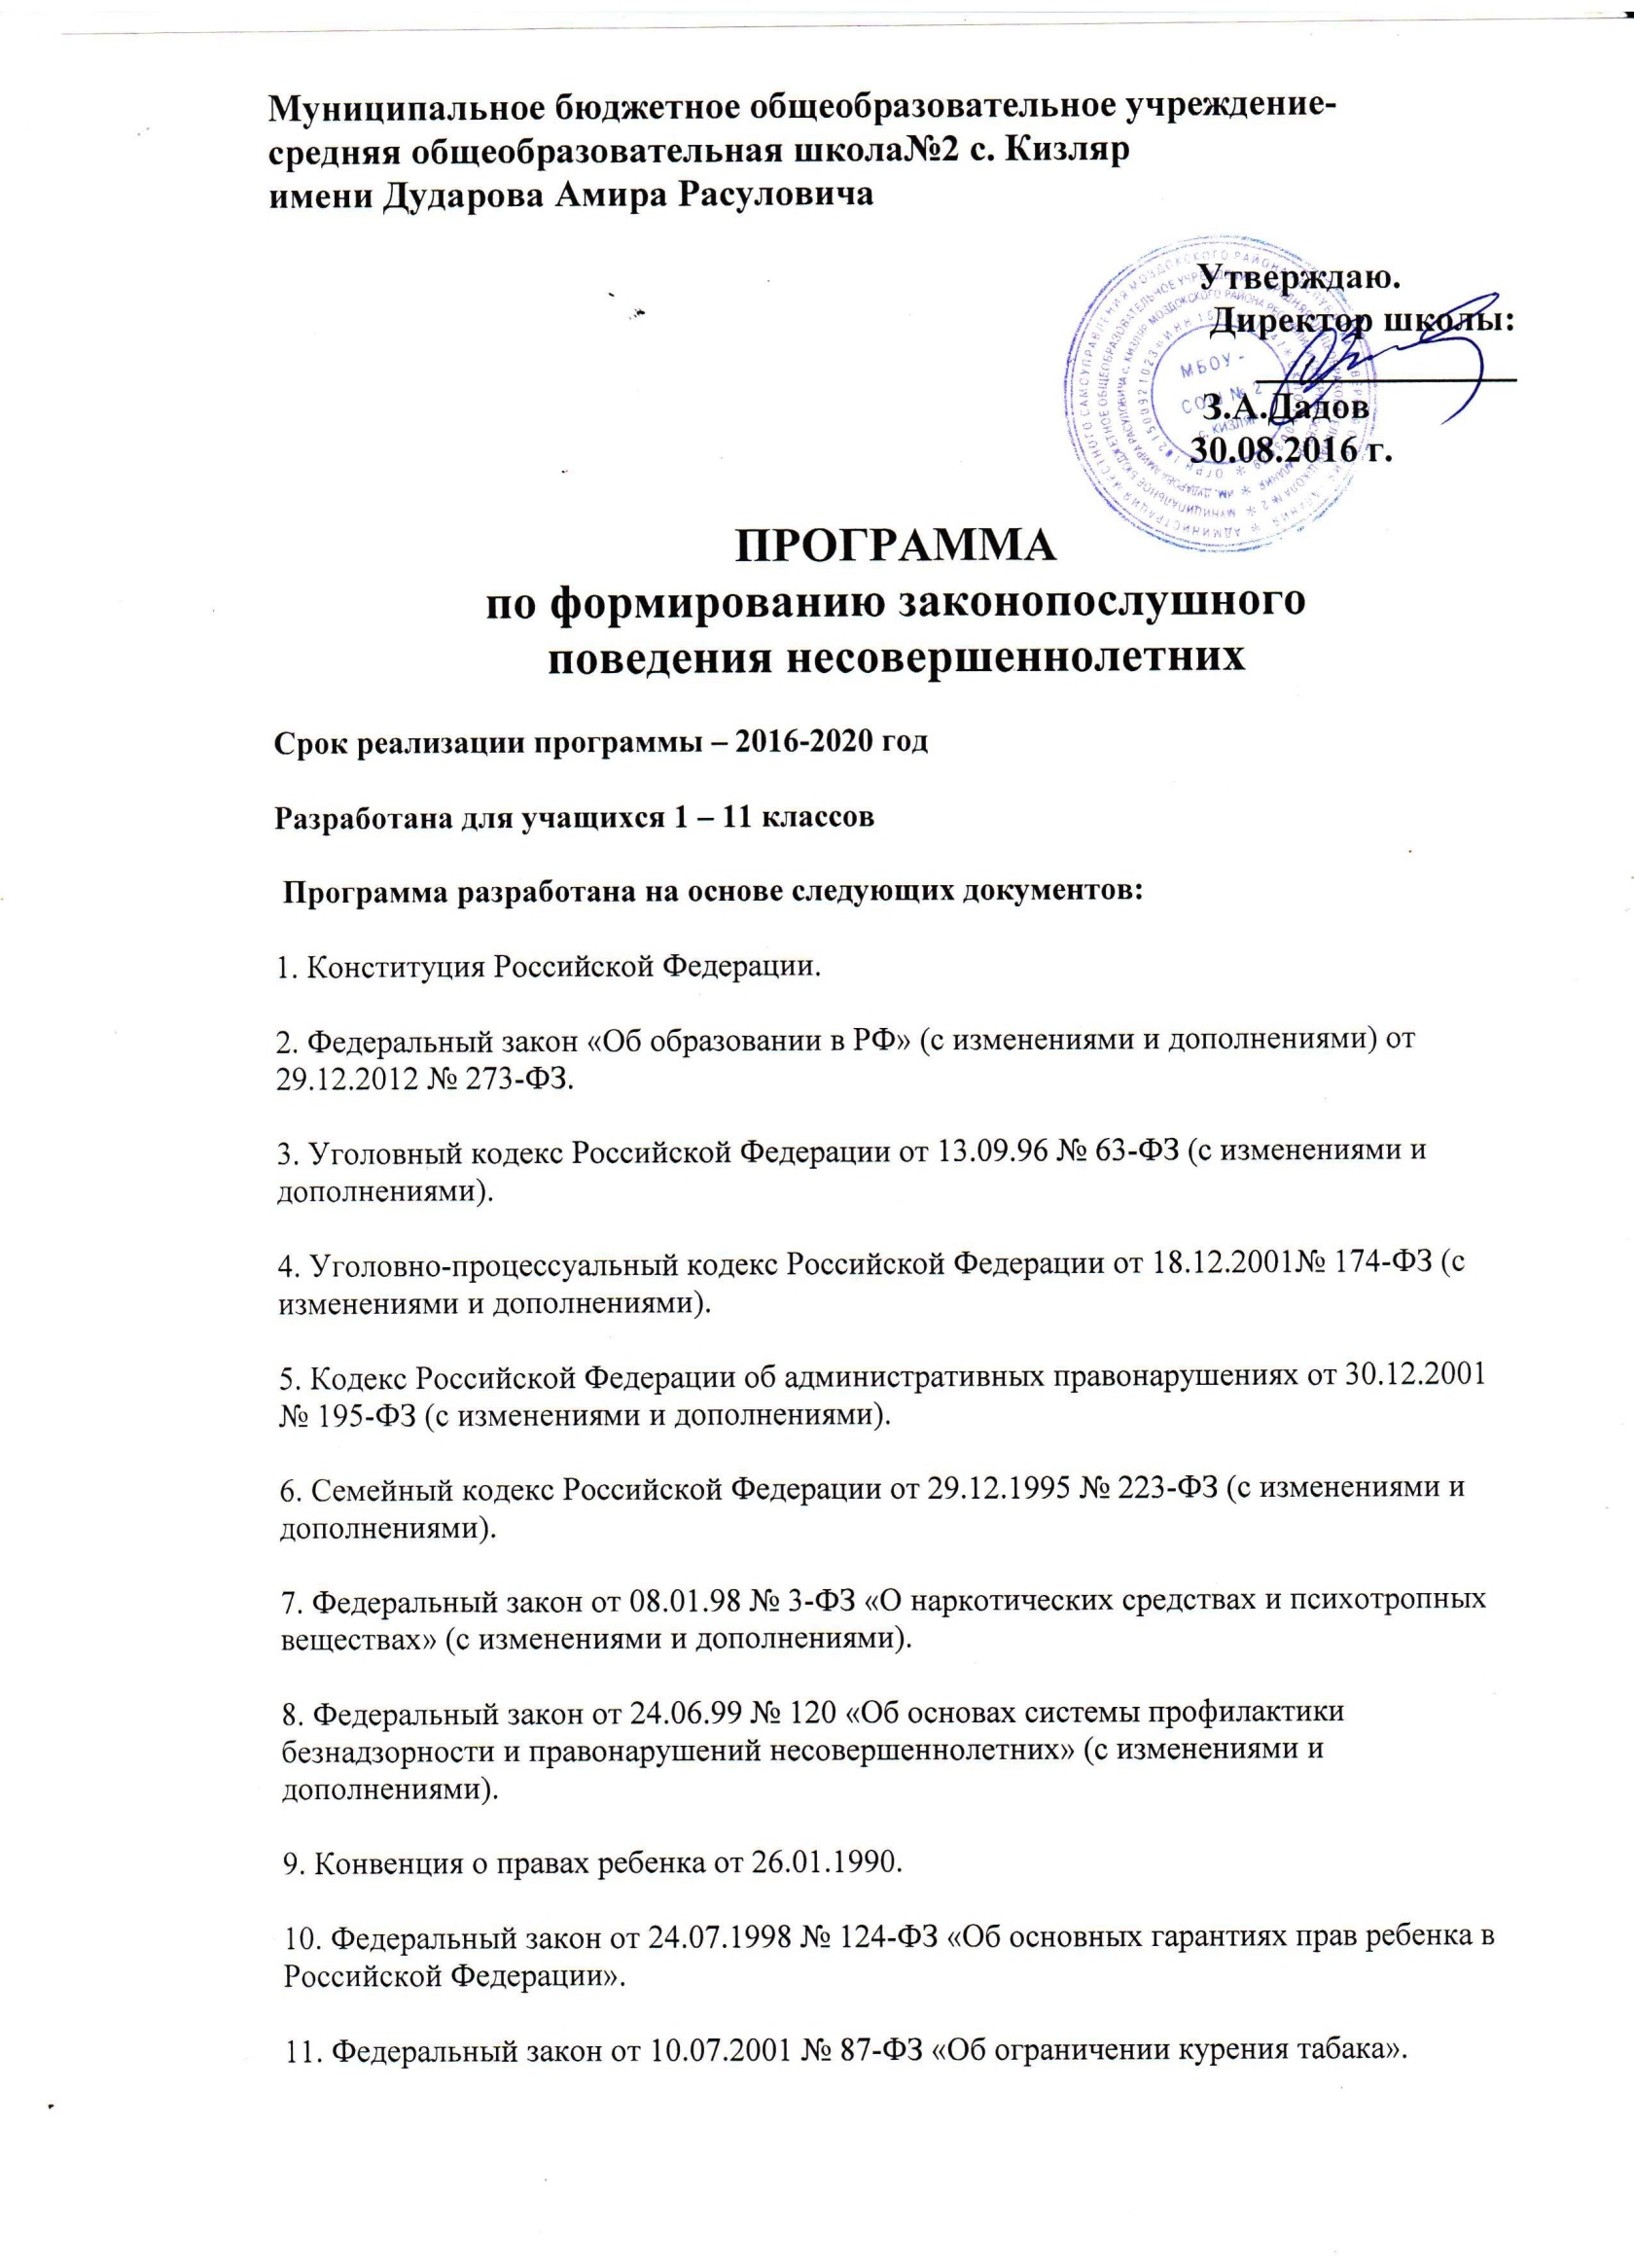 Муниципальное бюджетное общеобразовательное учреждение-
средняя общеобразовательная школа№2 с. Кизляр
имени Дударова Амира Расуловича
Утверждаю.
Директор школы:
З.А.Дадов
30.08.2016 г.
МБОУ -
СОШ № 2
с. КИЗЛЯР
ПРОГРАММА
по формированию законопослушного
поведения несовершеннолетних
Срок реализации программы – 2016-2020 год
Разработана для учащихся 1 – 11 классов
Программа разработана на основе следующих документов:
1. Конституция Российской Федерации.
2. Федеральный закон «Об образовании в РФ» (с изменениями и дополнениями) от
29.12.2012 № 273-ФЗ.
3. Уголовный кодекс Российской Федерации от 13.09.96 № 63-ФЗ (с изменениями и
дополнениями).
4. Уголовно-процессуальный кодекс Российской Федерации от 18.12.2001№ 174-ФЗ (с
изменениями и дополнениями).
5. Кодекс Российской Федерации об административных правонарушениях от 30.12.2001
№ 195-ФЗ (с изменениями и дополнениями).
6. Семейный кодекс Российской Федерации от 29.12.1995 № 223-ФЗ (с изменениями и
дополнениями).
7. Федеральный закон от 08.01.98 № 3-ФЗ «О наркотических средствах и психотропных
веществах» (с изменениями и дополнениями).
8. Федеральный закон от 24.06.99 № 120 «Об основах системы профилактики
безнадзорности и правонарушений несовершеннолетних» (с изменениями и
дополнениями).
9. Конвенция о правах ребенка от 26.01.1990.
10. Федеральный закон от 24.07.1998 № 124-ФЗ «Об основных гарантиях прав ребенка в
Российской Федерации».
11. Федеральный закон от 10.07.2001 № 87-ФЗ «Об ограничении курения табака».